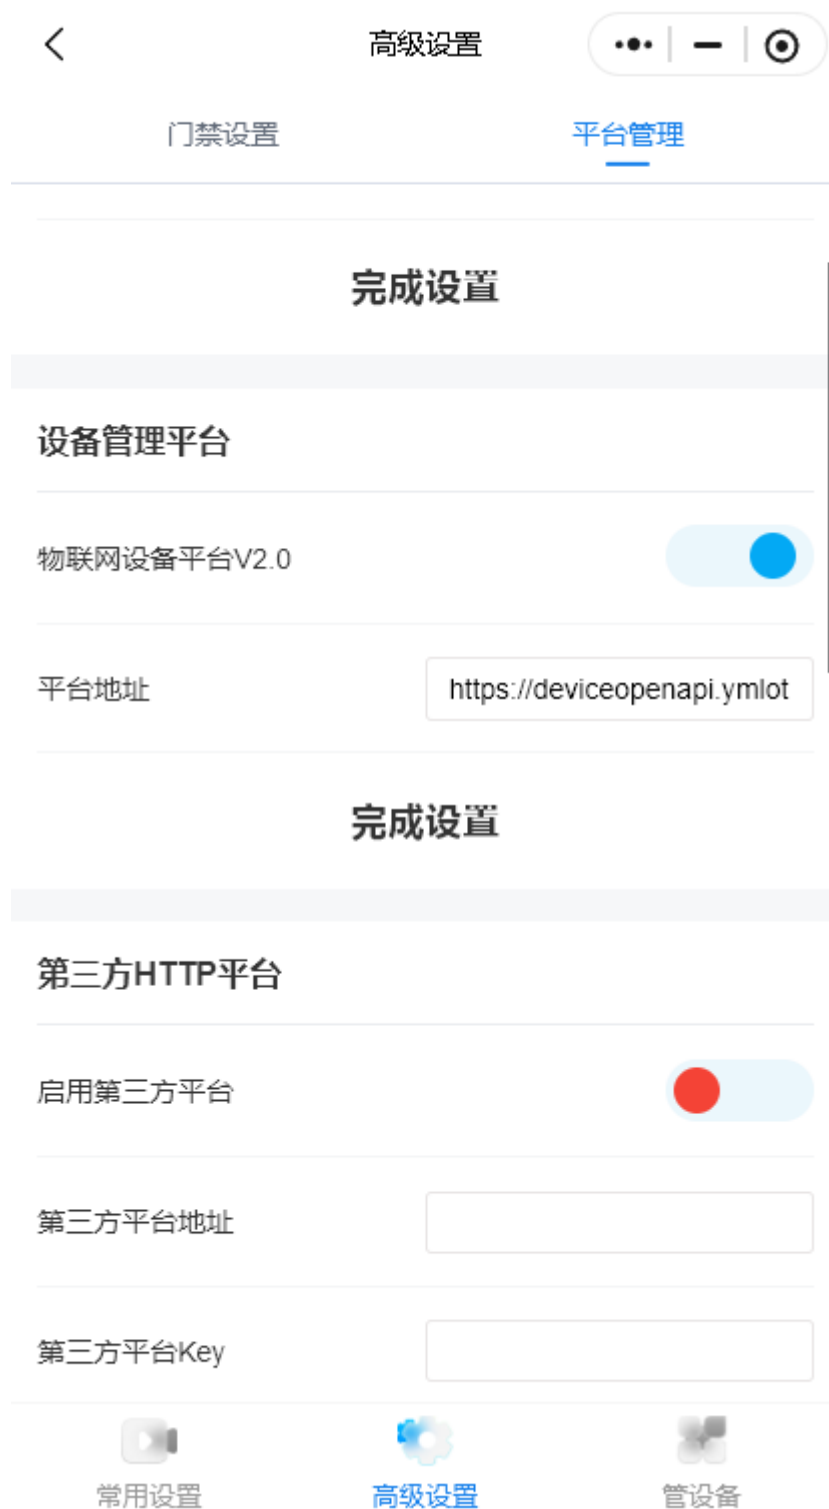 高级设置
门禁设置
平台管理
完成设置
设备管理平台
物联网设备平台V2.0
平台地址
https://deviceopenapi.ymlot
完成设置
第三方HTTP平台
启用第三方平台
第三方平台地址
第三方平台Key
常用设置
高级设置
管设备